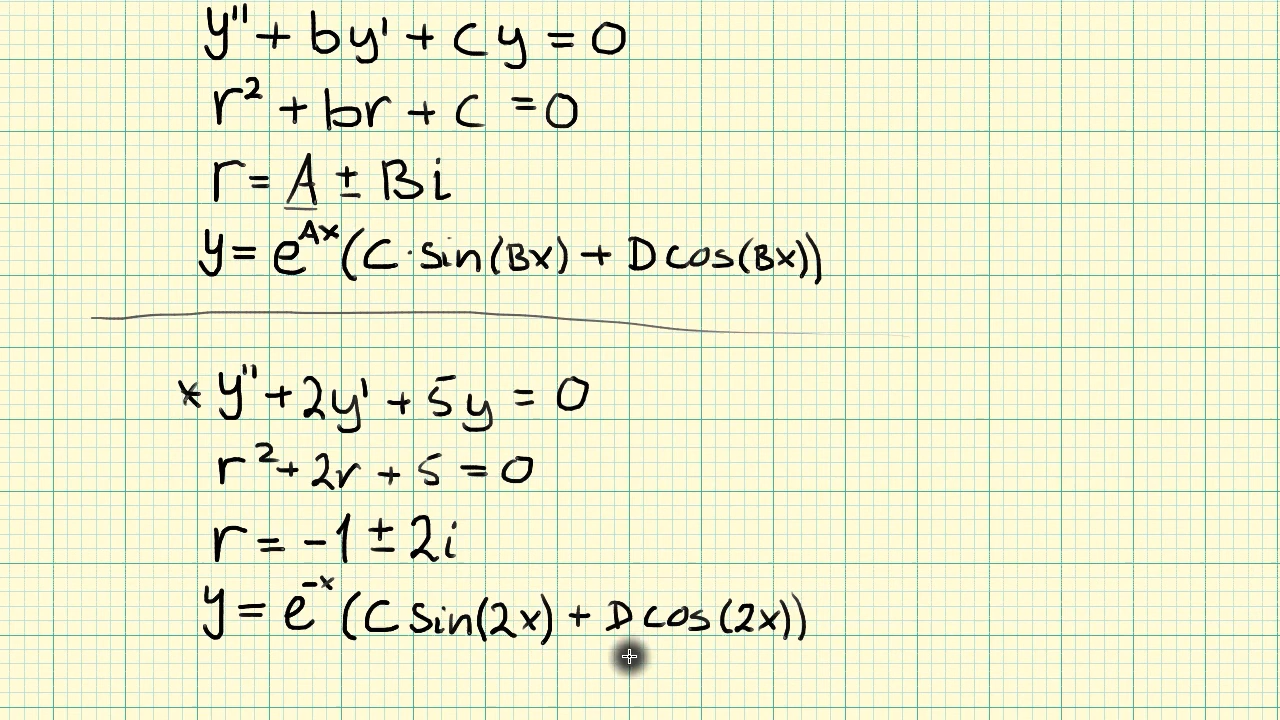 y'' + by' + cy = 0
r² + br + c = 0
r = A ± Bi
y = e^Ax (C · sin(Bx) + D cos(Bx))
* y'' + 2y' + 5y = 0
r² + 2r + 5 = 0
r = -1 ± 2i
y = e^-x (C sin(2x) + D cos(2x))